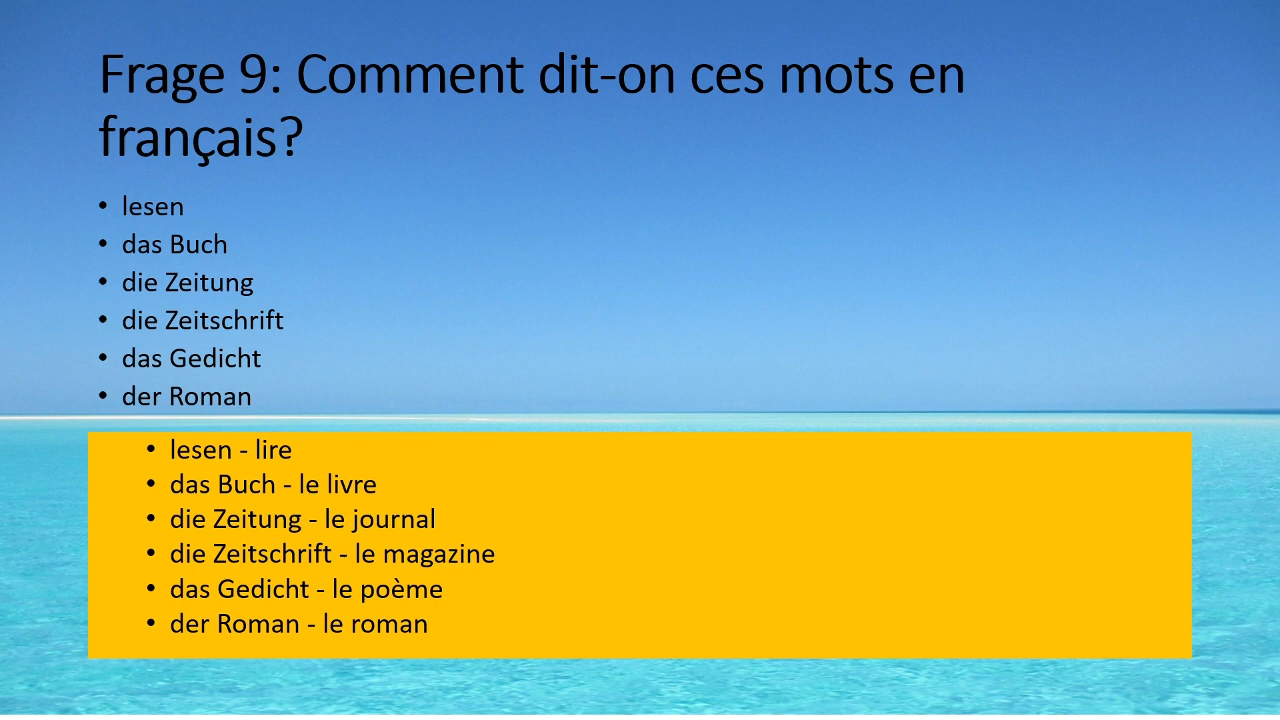 Frage 9: Comment dit-on ces mots en
français?
• lesen
• das Buch
• die Zeitung
• die Zeitschrift
• das Gedicht
• der Roman
• lesen - lire
• das Buch - le livre
• die Zeitung - le journal
• die Zeitschrift - le magazine
• das Gedicht - le poème
• der Roman - le roman